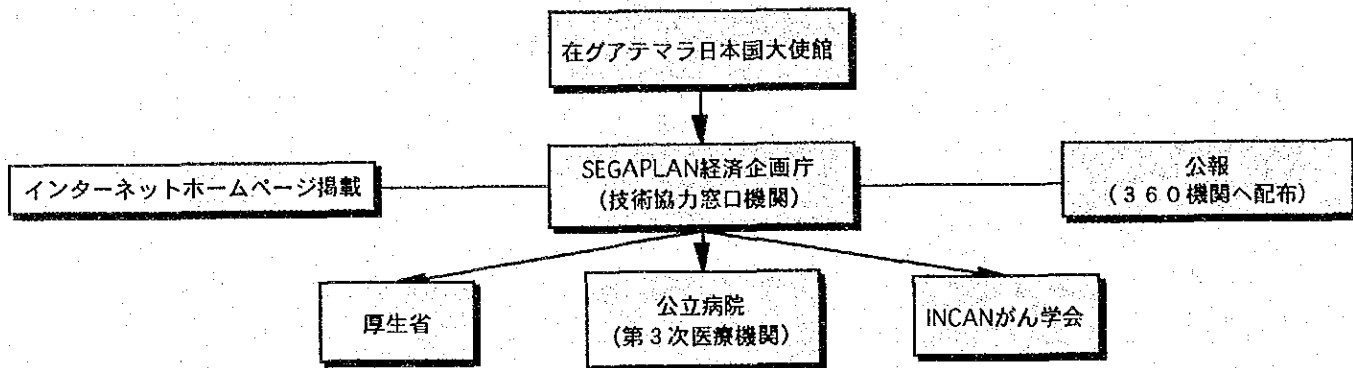 在グアテマラ日本国大使館
インターネットホームページ掲載
SEGAPLAN経済企画庁
(技術協力窓口機関)
公報
(360機関へ配布)
厚生省
公立病院
(第3次医療機関)
INCANがん学会